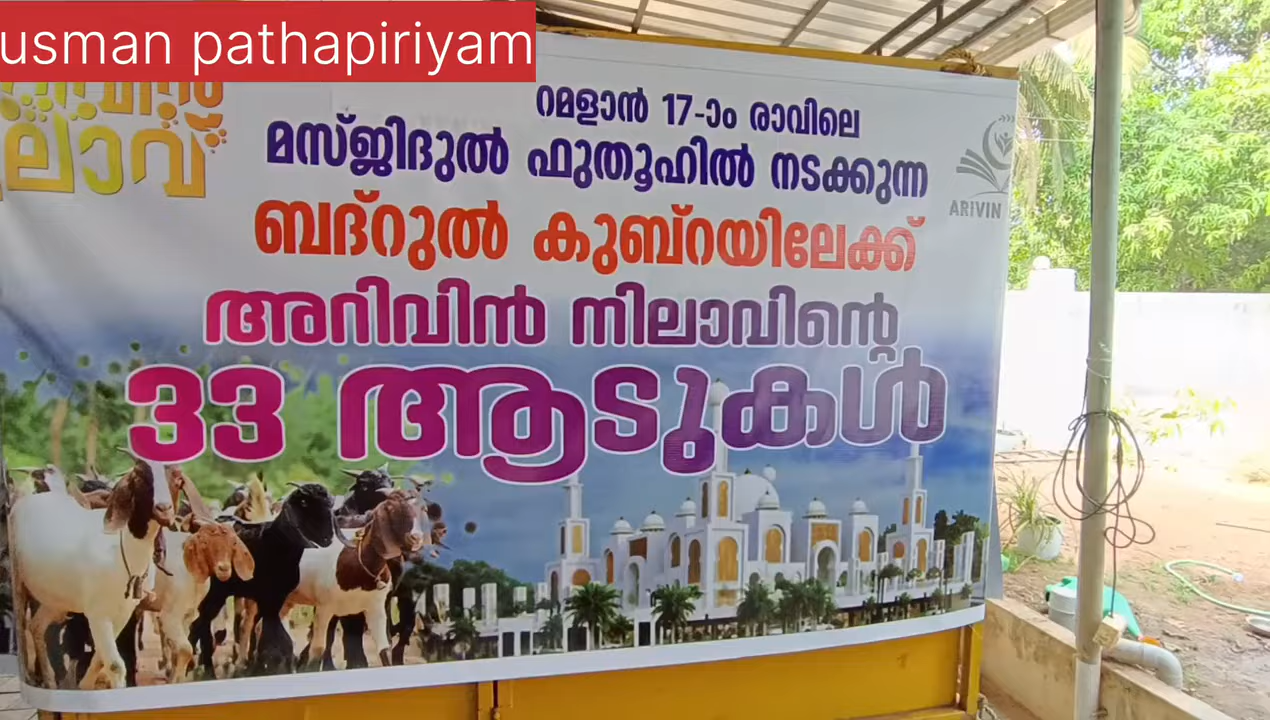 usman pathapiriyam
റമളാൻ 17-ാം രാവിലെ
മസ്ജിദുൽ ഫുതൂഹിൽ നടക്കുന്ന
ബദ്റുൽ കുബ്റയിലേക്ക്
അറിവിൻ നിലാവിന്റെ
33 ആടുകൾ
ARIVIN